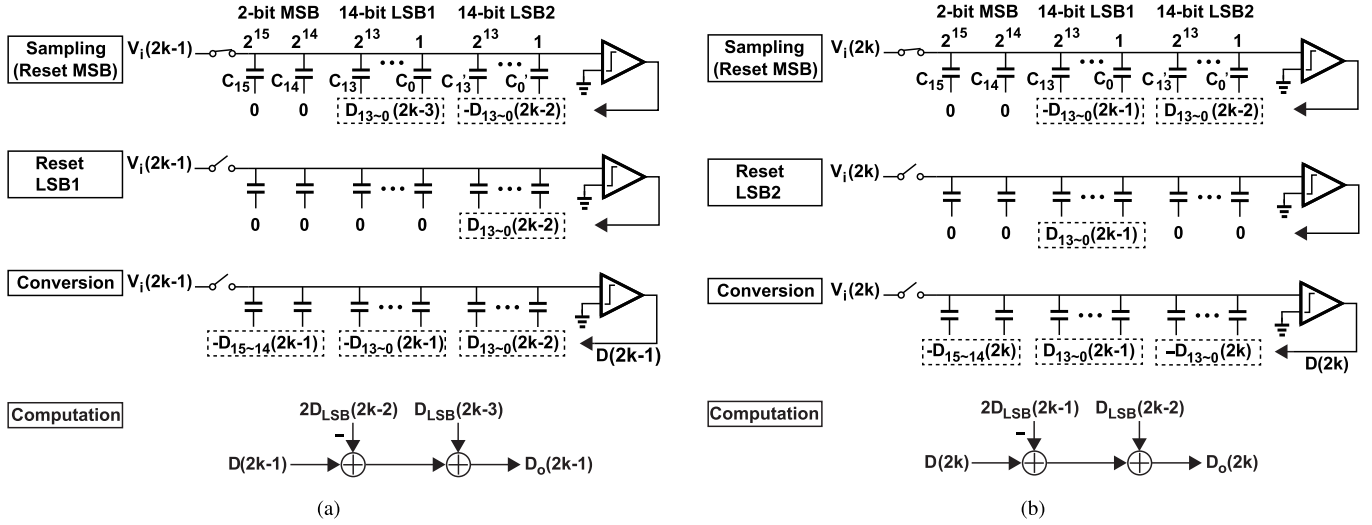 2-bit MSB 14-bit LSB1 14-bit LSB2
Sampling
(Reset MSB)
V_i(2k-1)
2^15 2^14 2^13 ••• 1 2^13 ••• 1
C_15 C_14 C_13 C_0 C_13' C_0'
0 0 D_13~0(2k-3) -D_13~0(2k-2)
Reset
LSB1
V_i(2k-1)
••• •••
0 0 0 0 D_13~0(2k-2)
Conversion
V_i(2k-1)
••• •••
-D_15~14(2k-1) -D_13~0(2k-1) D_13~0(2k-2) D(2k-1)
Computation
2D_LSB(2k-2) D_LSB(2k-3)
–
D(2k-1) D_o(2k-1)
(a)
2-bit MSB 14-bit LSB1 14-bit LSB2
Sampling
(Reset MSB)
V_i(2k)
2^15 2^14 2^13 ••• 1 2^13 ••• 1
C_15 C_14 C_13 C_0 C_13' C_0'
0 0 -D_13~0(2k-1) D_13~0(2k-2)
Reset
LSB2
V_i(2k)
••• •••
0 0 D_13~0(2k-1) 0 0
Conversion
V_i(2k)
••• •••
-D_15~14(2k) D_13~0(2k-1) –D_13~0(2k) D(2k)
Computation
2D_LSB(2k-1) D_LSB(2k-2)
–
D(2k) D_o(2k)
(b)